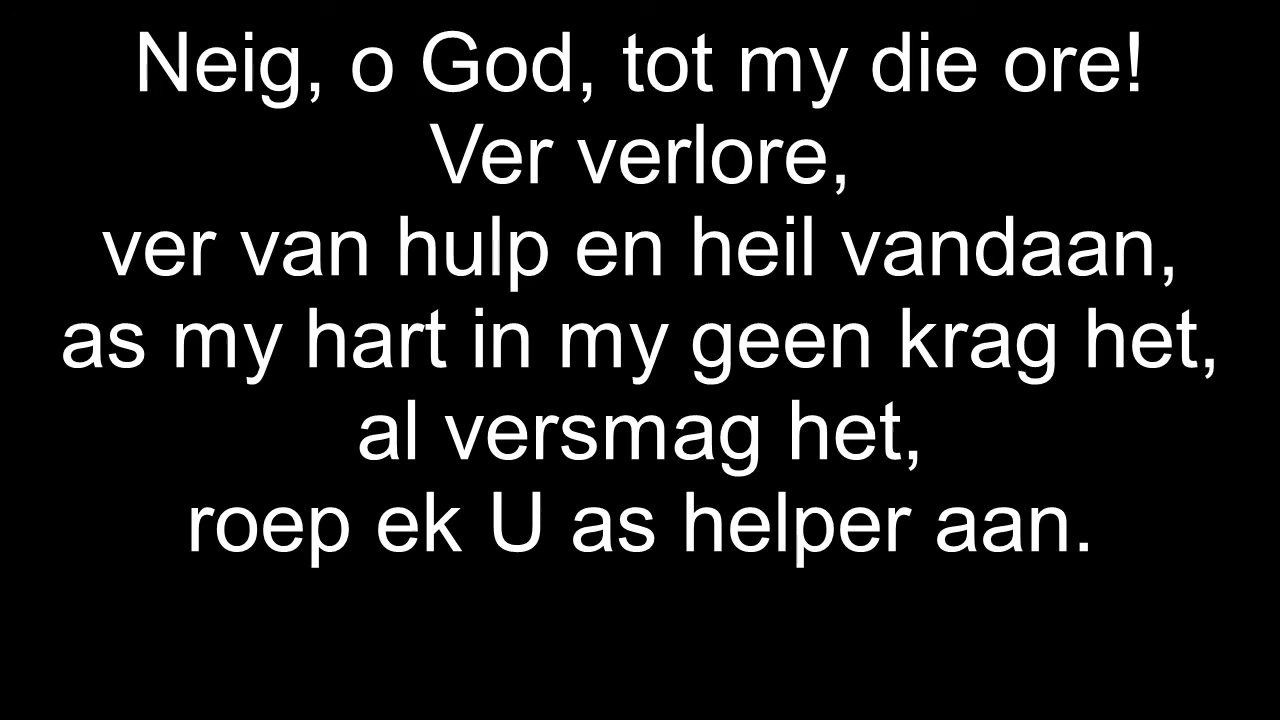 Neig, o God, tot my die ore!
Ver verlore,
ver van hulp en heil vandaan,
as my hart in my geen krag het,
al versmag het,
roep ek U as helper aan.